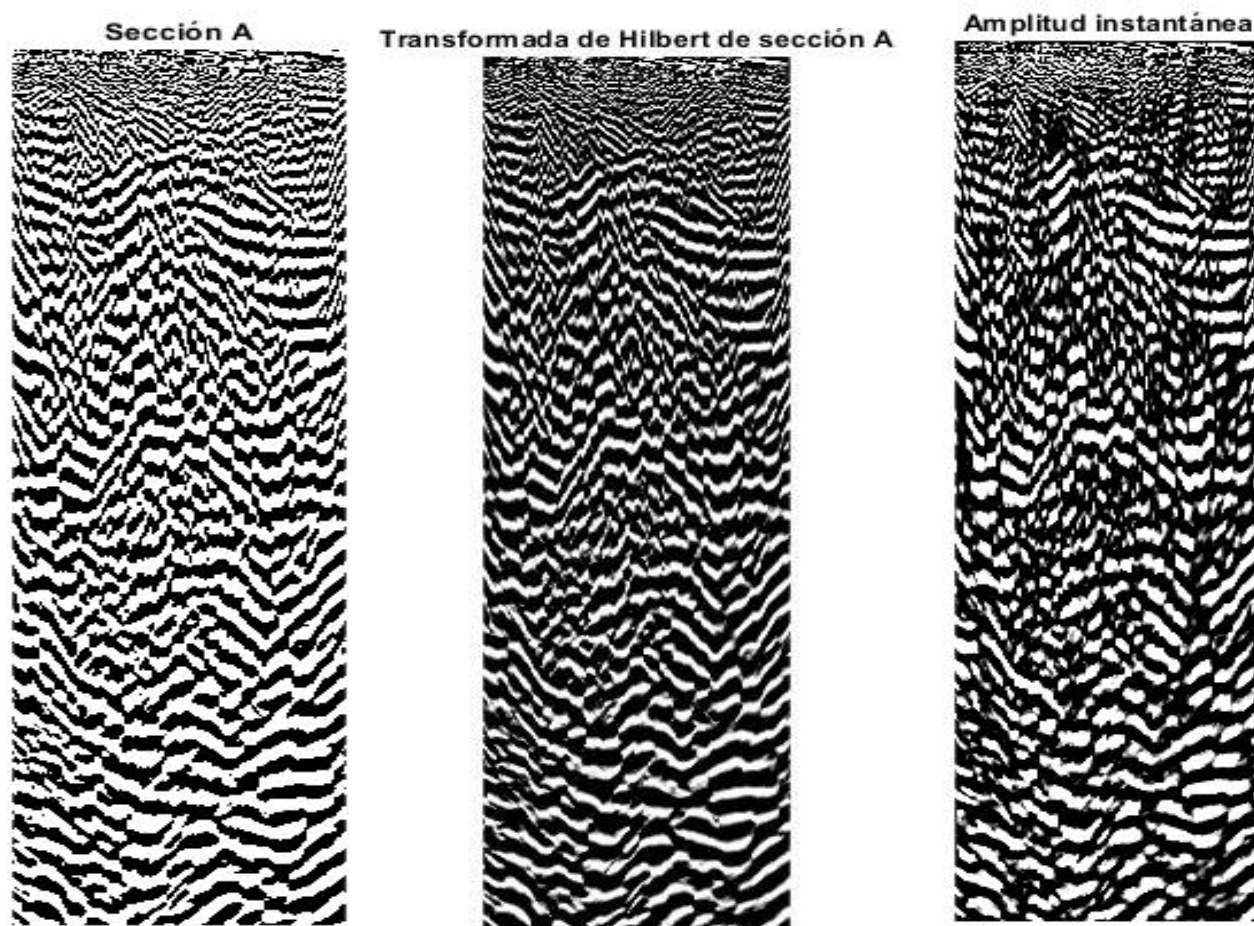 Sección A
Transformada de Hilbert de sección A
Amplitud instantánea